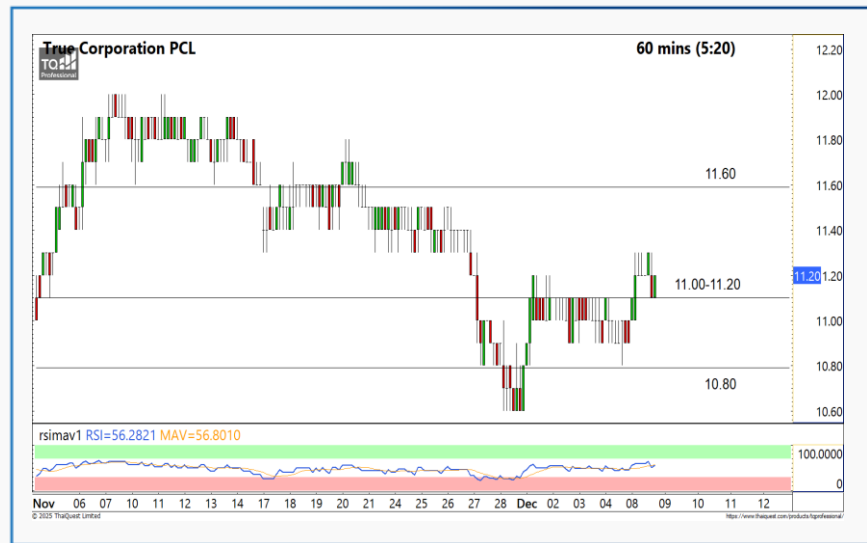 True Corporation PCL
60 mins (5:20)
TQ
Professional
12.20
12.00
11.80
11.60
11.60
11.40
11.20
11.20
11.00-11.20
11.00
10.80
10.80
10.60
rsimav1 RSI=56.2821 MAV=56.8010
100.0000
0
Nov 06 07 10 11 12 13 14 17 18 19 20 21 24 25 26 27 28 Dec 02 03 04 08 09 10 11 12
© 2025 ThaiQuest Limited
https://www.thaiquest.com/products/tqprofessional/